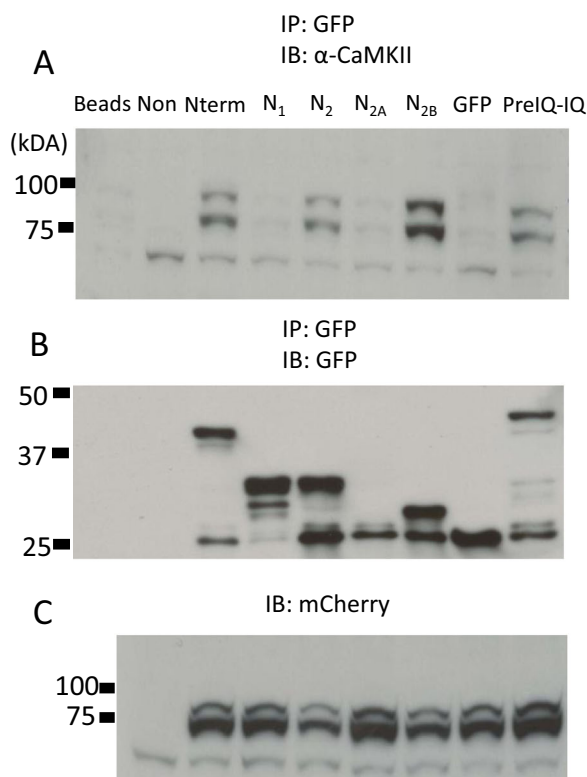 IP: GFP
IB: α-CaMKII
A
Beads Non Nterm N₁ N₂ N₂A N₂B GFP PreIQ-IQ
(kDA)
100
75
IP: GFP
IB: GFP
B
50
37
25
IB: mCherry
C
100
75